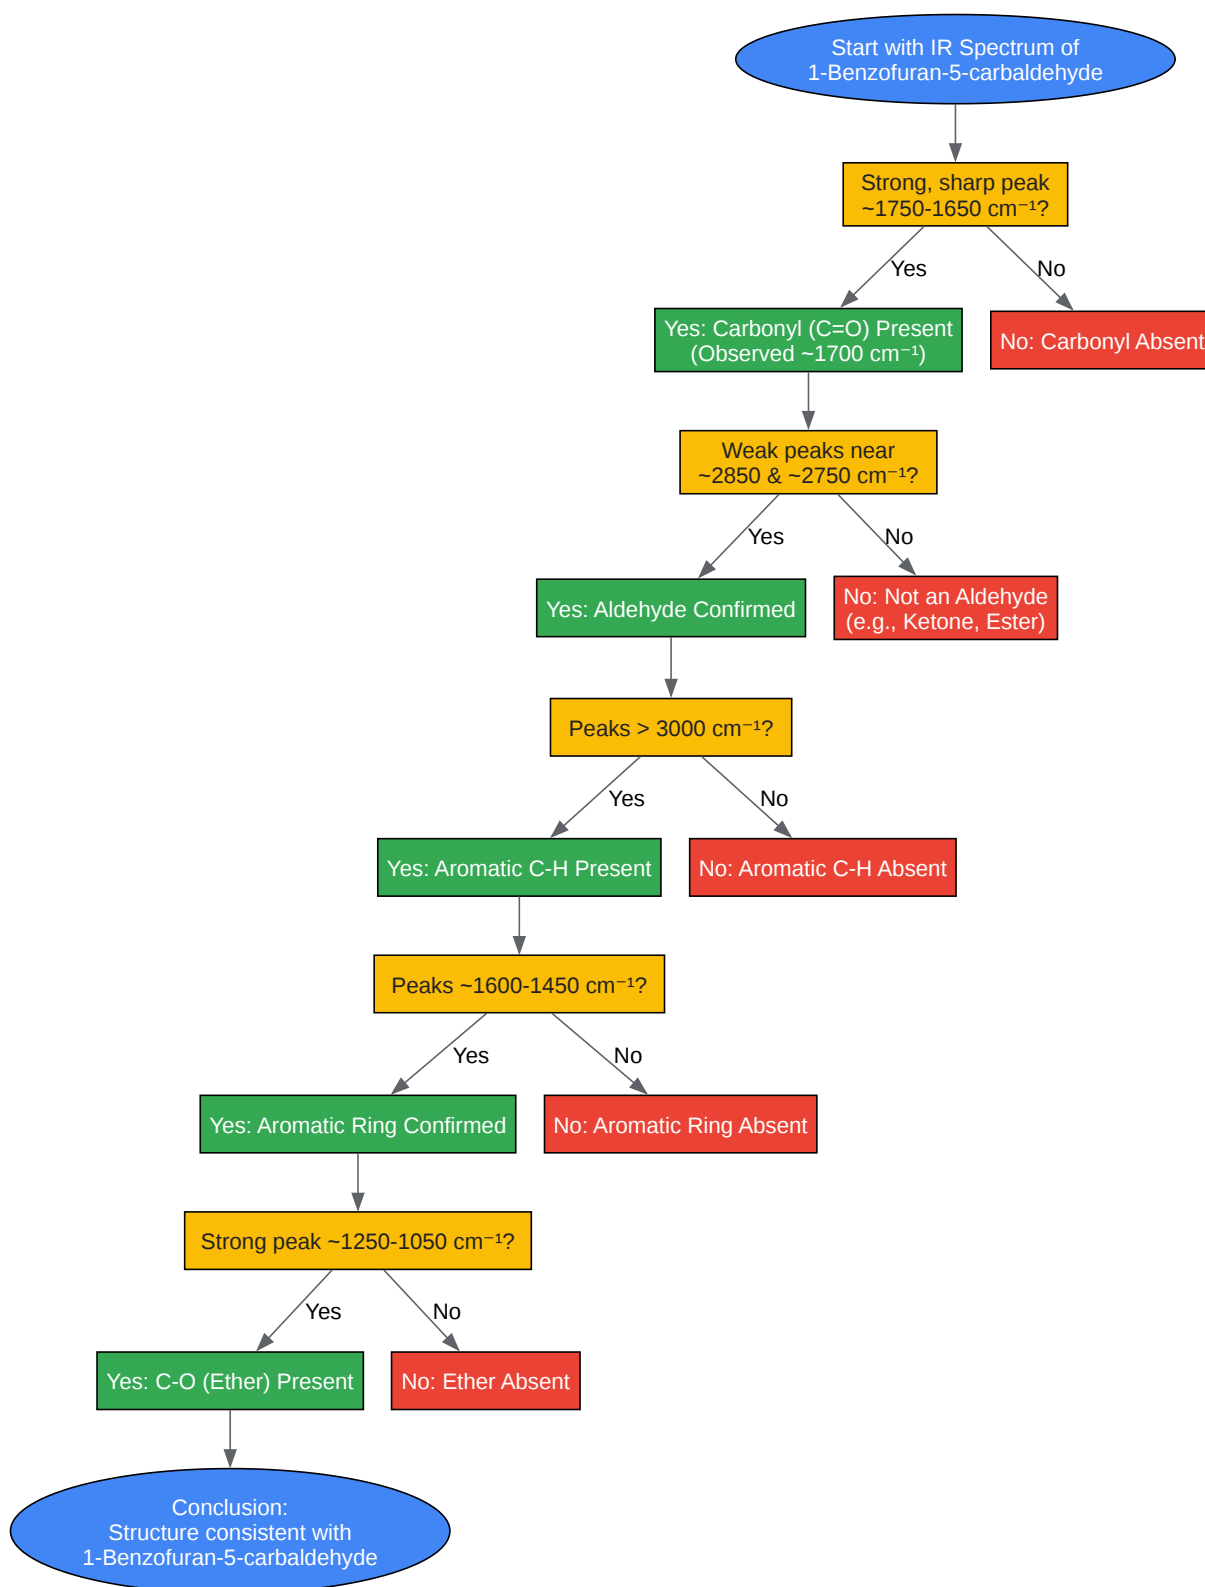 Start with IR Spectrum of
1-Benzofuran-5-carbaldehyde
Strong, sharp peak
~1750-1650 cm⁻¹?
Yes
No
Yes: Carbonyl (C=O) Present
(Observed ~1700 cm⁻¹)
No: Carbonyl Absent
Weak peaks near
~2850 & ~2750 cm⁻¹?
Yes
No
Yes: Aldehyde Confirmed
No: Not an Aldehyde
(e.g., Ketone, Ester)
Peaks > 3000 cm⁻¹?
Yes
No
Yes: Aromatic C-H Present
No: Aromatic C-H Absent
Peaks ~1600-1450 cm⁻¹?
Yes
No
Yes: Aromatic Ring Confirmed
No: Aromatic Ring Absent
Strong peak ~1250-1050 cm⁻¹?
Yes
No
Yes: C-O (Ether) Present
No: Ether Absent
Conclusion:
Structure consistent with
1-Benzofuran-5-carbaldehyde